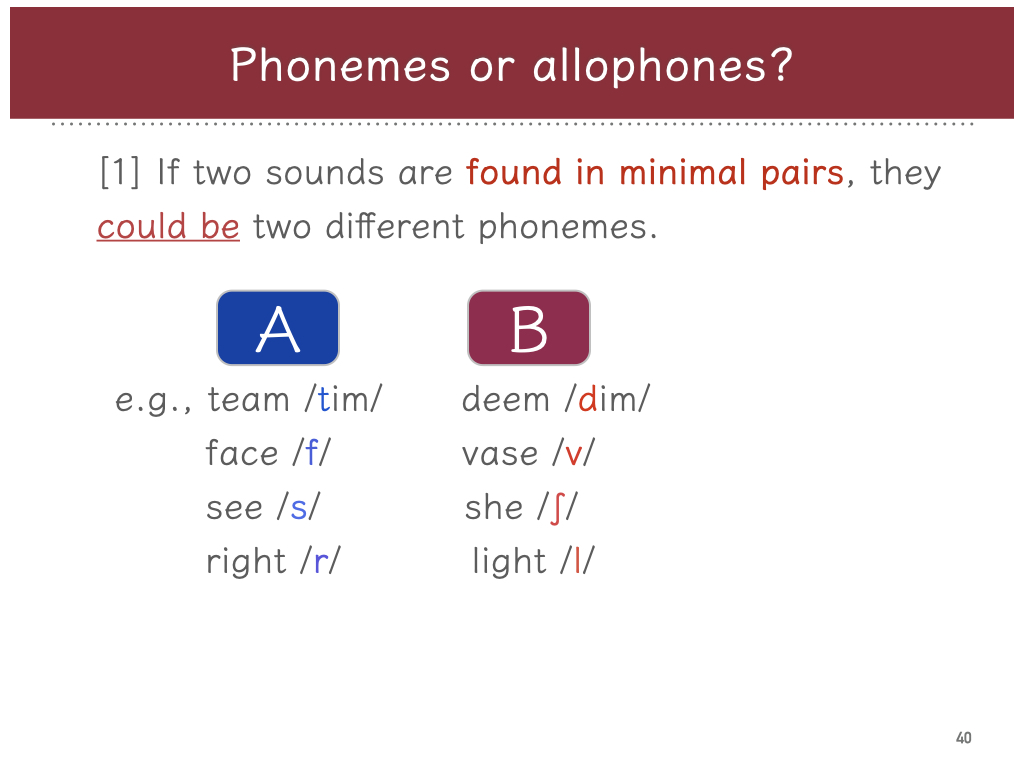 Phonemes or allophones?
[1] If two sounds are found in minimal pairs, they
could be two different phonemes.
A B
e.g., team /tim/ deem /dim/
face /f/ vase /v/
see /s/ she /ʃ/
right /r/ light /l/
40